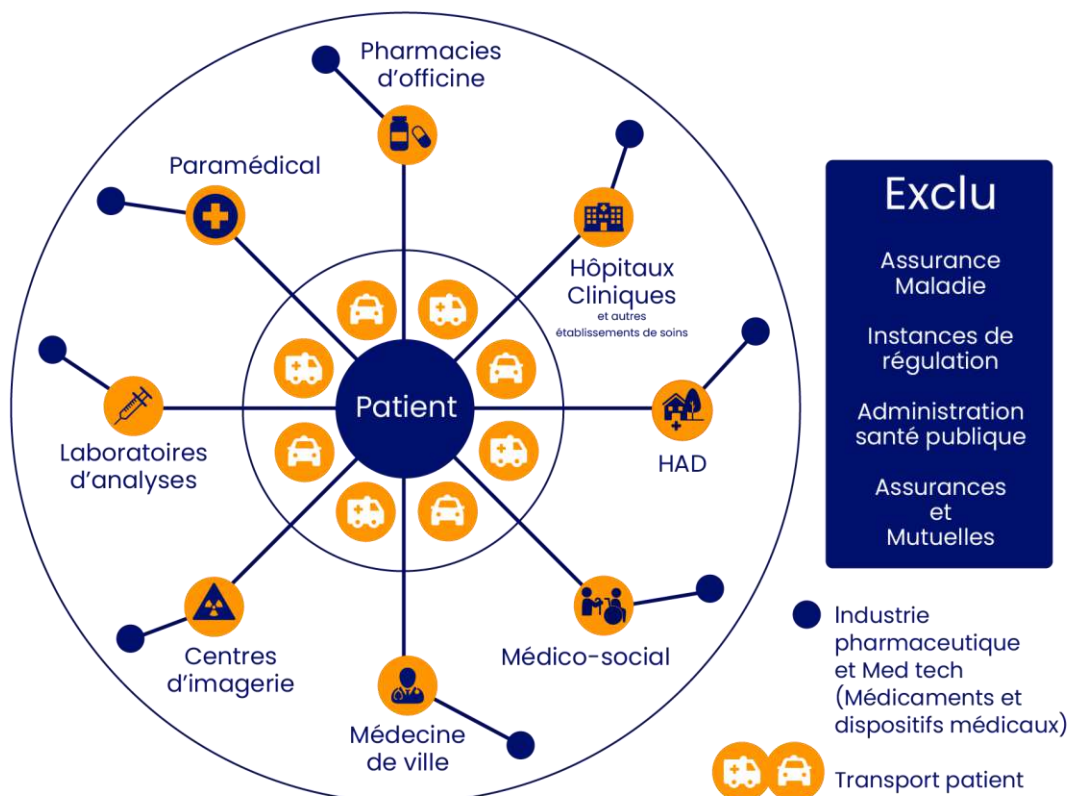 Pharmacies
d'officine
Paramédical
Hôpitaux
Cliniques
et autres
établissements de soins
Patient
Laboratoires
d'analyses
HAD
Centres
d'imagerie
Médecine
de ville
Médico-social
Exclu
Assurance
Maladie
Instances de
régulation
Administration
santé publique
Assurances
et
Mutuelles
Industrie
pharmaceutique
et Med tech
(Médicaments et
dispositifs médicaux)
Transport patient